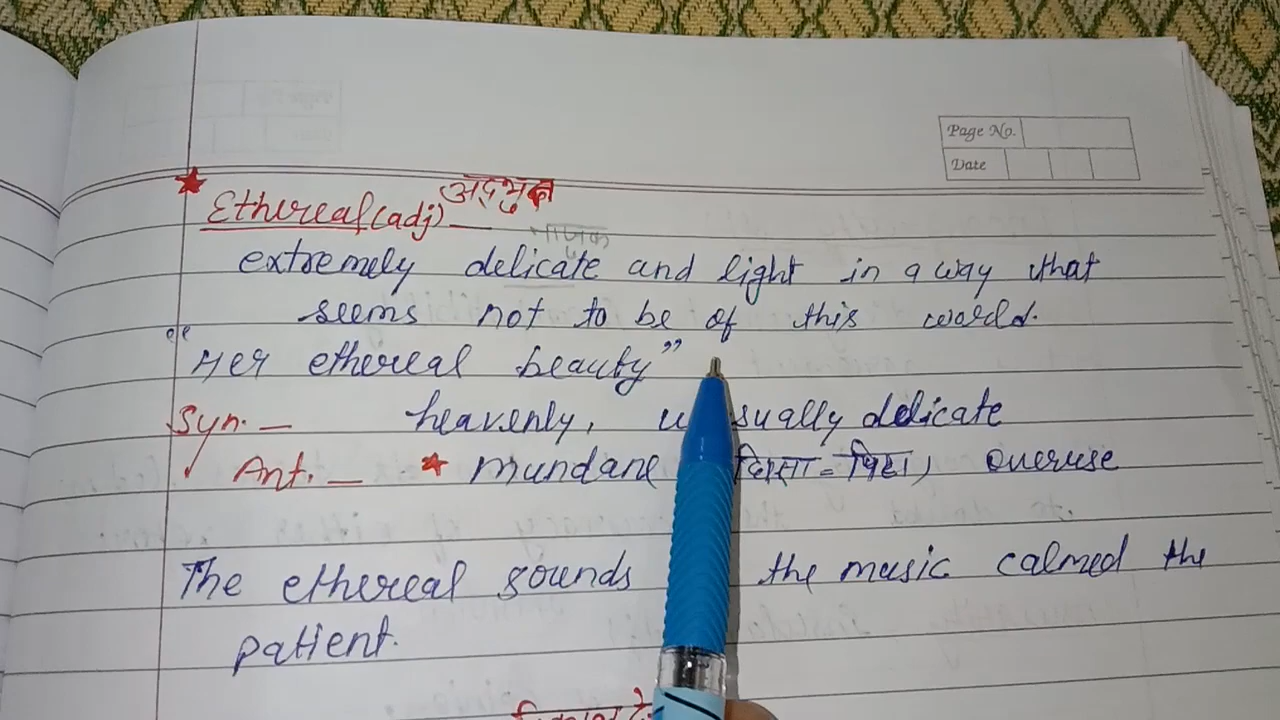 Page No.
Date
Ethereal (adj) — अद्भुत
नाजुक
extremely delicate and light in a way that
seems not to be of this world.
"Her ethereal beauty"
Syn. — heavenly, delicate
Ant. — mundane घिसा - पिटा, overuse
The ethereal sounds the music calmed the
patient.